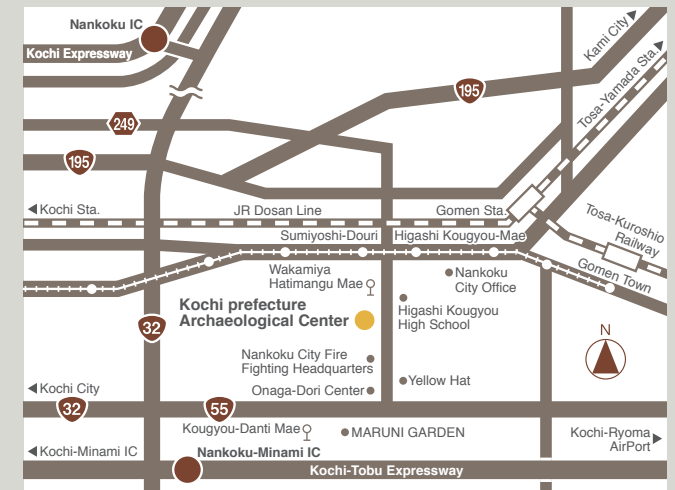 Nankoku IC
Kochi Expressway
Kami City
Tosa-Yamada Sta.
195
249
195
Kochi Sta.
JR Dosan Line
Gomen Sta.
Tosa-Kuroshio
Railway
Sumiyoshi-Douri
Higashi Kougyou-Mae
Gomen Town
Wakamiya
Hatimangu Mae
Nankoku
City Office
Kochi prefecture
Archaeological Center
Higashi Kougyou
High School
32
N
Nankoku City Fire
Fighting Headquarters
Yellow Hat
Onaga-Dori Center
Kochi City
32
55
Kougyou-Danti Mae
MARUNI GARDEN
Kochi-Ryoma
AirPort
Kochi-Minami IC
Nankoku-Minami IC
Kochi-Tobu Expressway